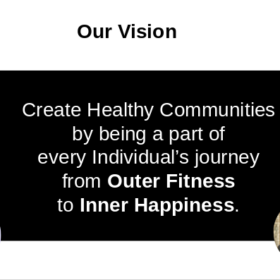 Our Vision
Create Healthy Communities
by being a part of
every Individual’s journey
from Outer Fitness
to Inner Happiness.